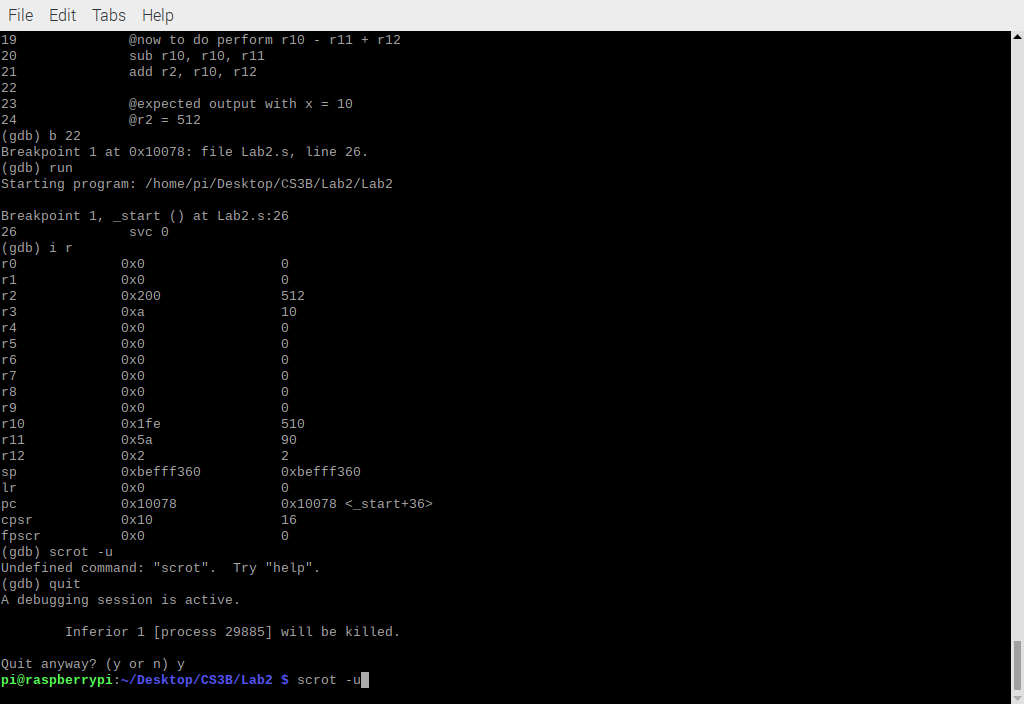 File Edit Tabs Help
19              @now to do perform r10 - r11 + r12
20              sub r10, r10, r11
21              add r2, r10, r12
22
23              @expected output with x = 10
24              @r2 = 512
(gdb) b 22
Breakpoint 1 at 0x10078: file Lab2.s, line 26.
(gdb) run
Starting program: /home/pi/Desktop/CS3B/Lab2/Lab2
Breakpoint 1, _start () at Lab2.s:26
26              svc 0
(gdb) i r
r0             0x0                 0
r1             0x0                 0
r2             0x200               512
r3             0xa                 10
r4             0x0                 0
r5             0x0                 0
r6             0x0                 0
r7             0x0                 0
r8             0x0                 0
r9             0x0                 0
r10            0x1fe               510
r11            0x5a                90
r12            0x2                 2
sp             0xbefff360          0xbefff360
lr             0x0                 0
pc             0x10078             0x10078 <_start+36>
cpsr           0x10                16
fpscr          0x0                 0
(gdb) scrot -u
Undefined command: "scrot".  Try "help".
(gdb) quit
A debugging session is active.
        Inferior 1 [process 29885] will be killed.
Quit anyway? (y or n) y
pi@raspberrypi:~/Desktop/CS3B/Lab2 $ scrot -u